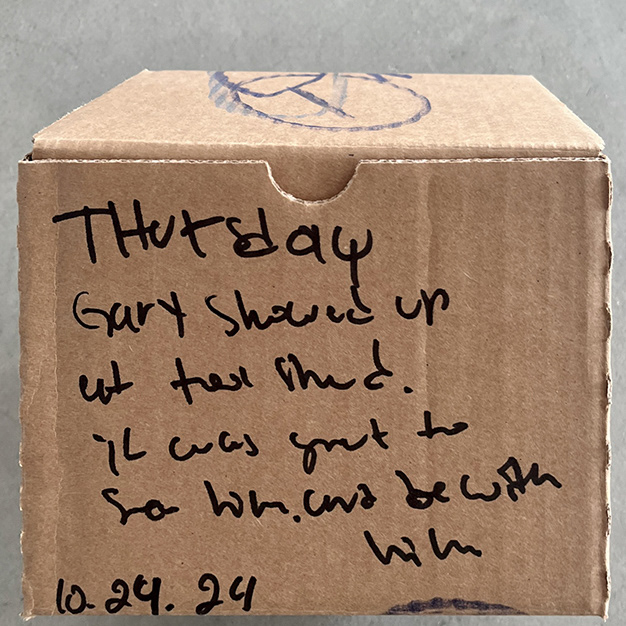 THursday
Gary showed up
at the shed.
it was great to
see him. and be with
him
10.24.24